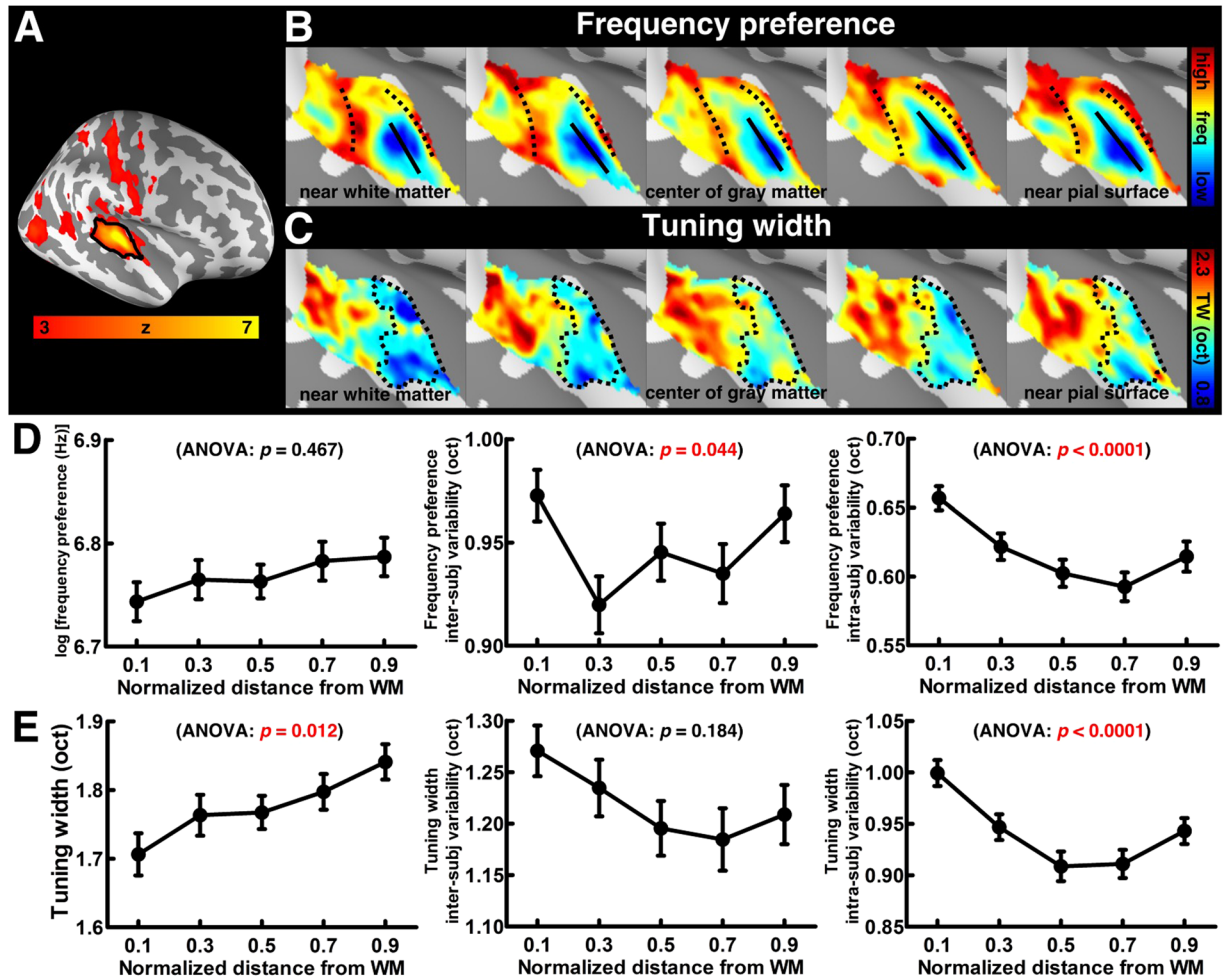 A
B
Frequency preference
near white matter
center of gray matter
near pial surface
high
freq
low
C
Tuning width
near white matter
center of gray matter
near pial surface
2.3
TW (oct)
0.8
3
z
7
D
(ANOVA: p = 0.467)
log [frequency preference (Hz)]
6.9
6.8
6.7
0.1 0.3 0.5 0.7 0.9
Normalized distance from WM
(ANOVA: p = 0.044)
Frequency preference
inter-subj variability (oct)
1.00
0.95
0.90
0.1 0.3 0.5 0.7 0.9
Normalized distance from WM
(ANOVA: p < 0.0001)
Frequency preference
intra-subj variability (oct)
0.70
0.65
0.60
0.55
0.1 0.3 0.5 0.7 0.9
Normalized distance from WM
E
(ANOVA: p = 0.012)
Tuning width (oct)
1.9
1.8
1.7
1.6
0.1 0.3 0.5 0.7 0.9
Normalized distance from WM
(ANOVA: p = 0.184)
Tuning width
inter-subj variability (oct)
1.30
1.25
1.20
1.15
1.10
0.1 0.3 0.5 0.7 0.9
Normalized distance from WM
(ANOVA: p < 0.0001)
Tuning width
intra-subj variability (oct)
1.05
1.00
0.95
0.90
0.85
0.1 0.3 0.5 0.7 0.9
Normalized distance from WM